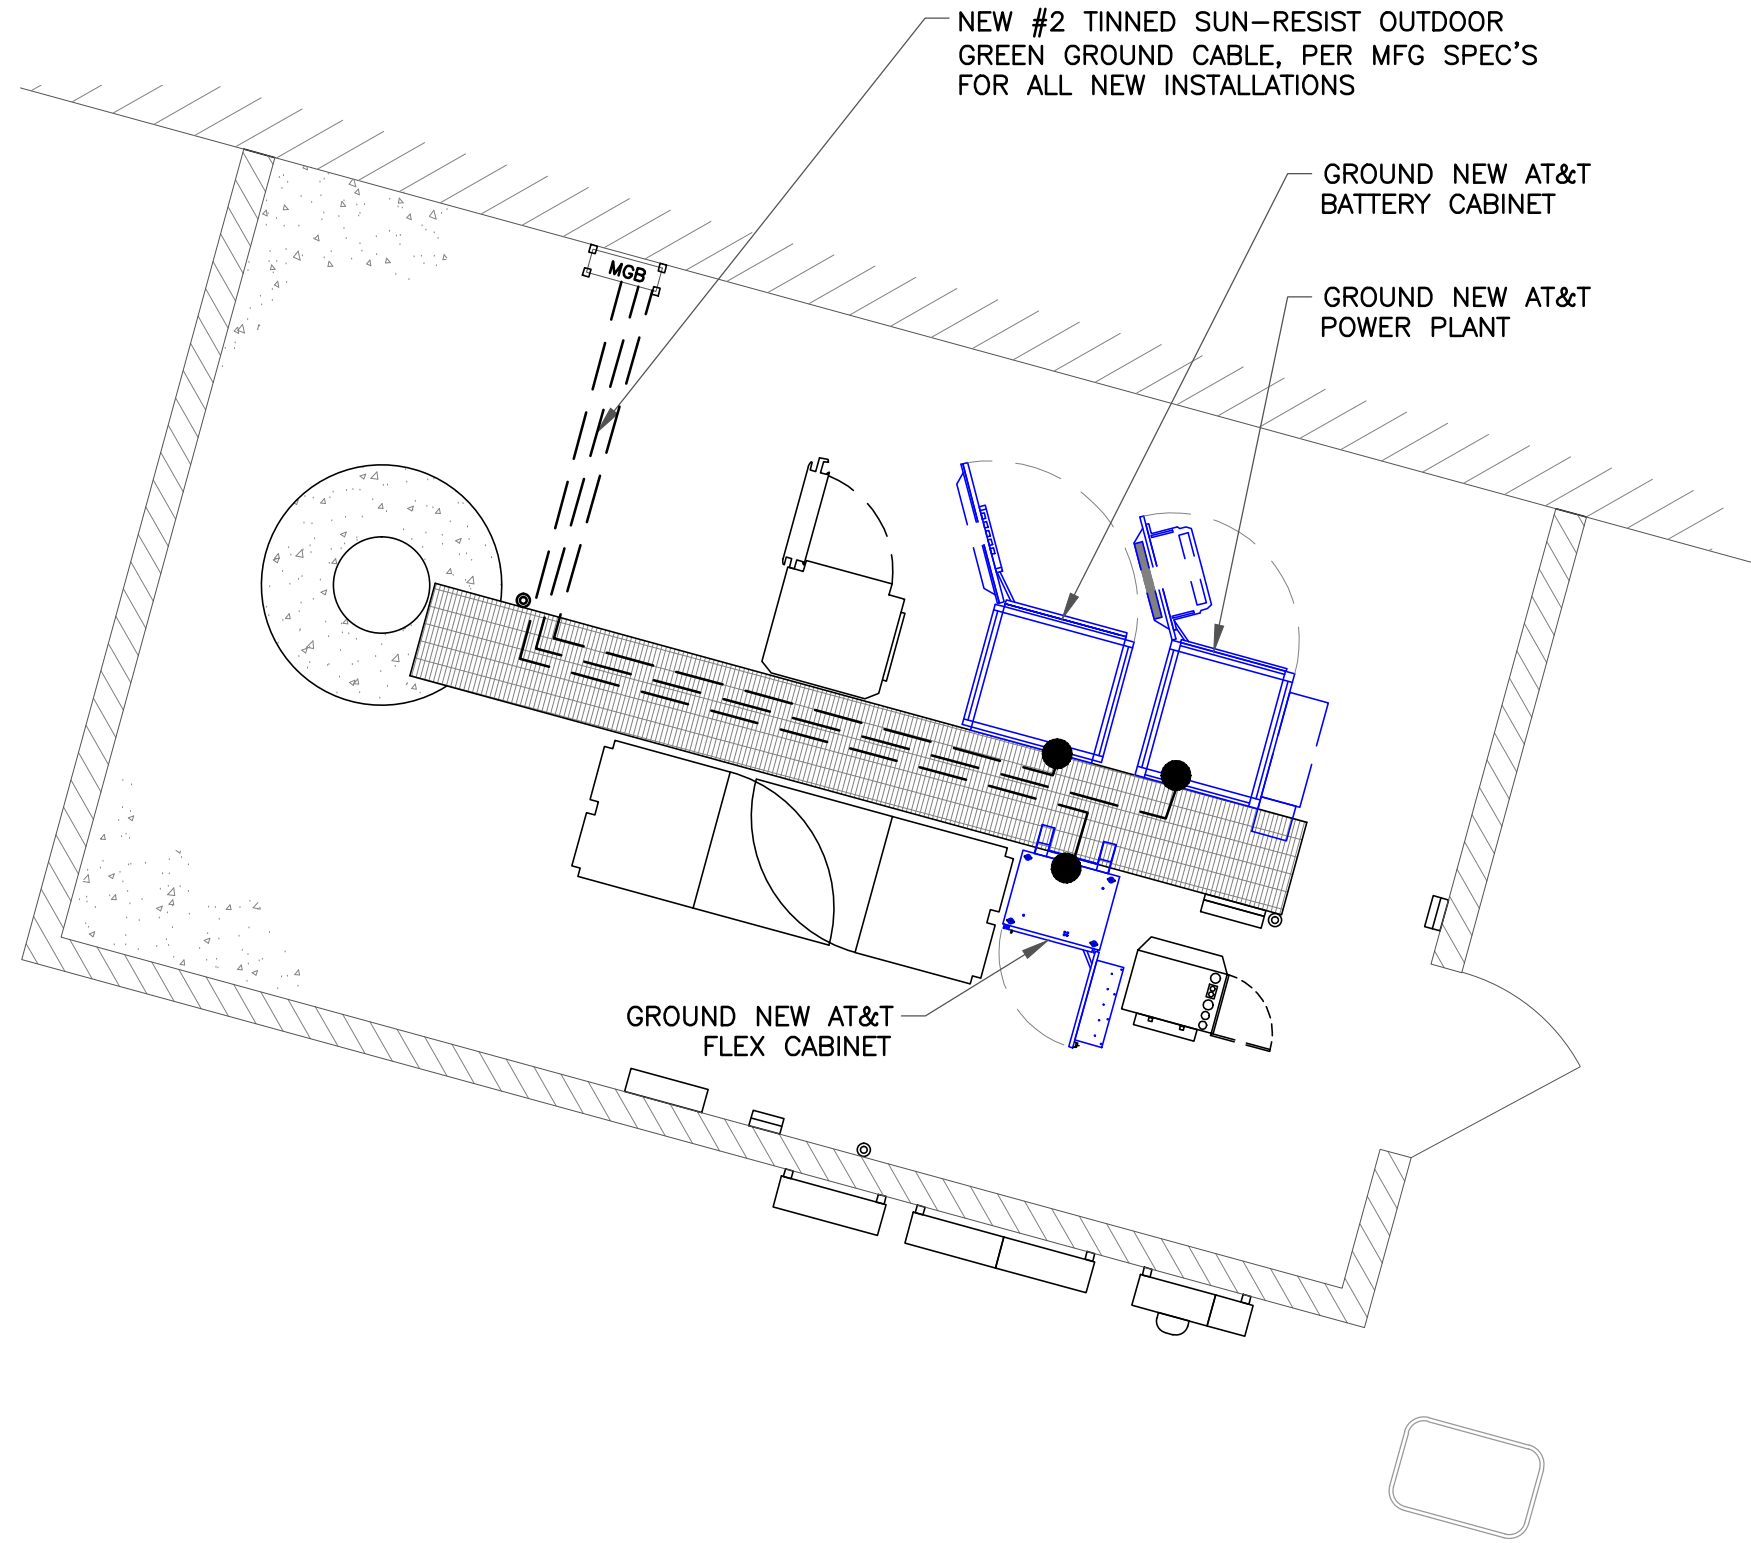 NEW #2 TINNED SUN-RESIST OUTDOOR
GREEN GROUND CABLE, PER MFG SPEC'S
FOR ALL NEW INSTALLATIONS
GROUND NEW AT&T
BATTERY CABINET
MGB
GROUND NEW AT&T
POWER PLANT
GROUND NEW AT&T
FLEX CABINET